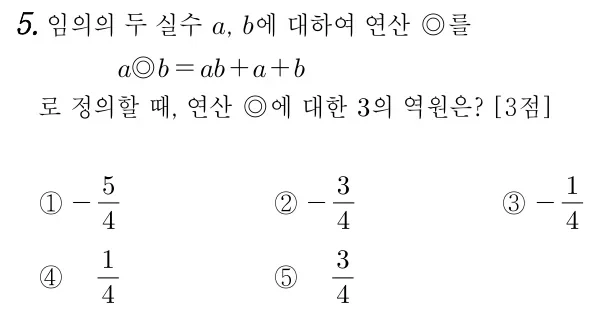 5. 임의의 두 실수 a, b에 대하여 연산 ◎를
a◎b=ab+a+b
로 정의할 때, 연산 ◎에 대한 3의 역원은? [3점]
① -5/4 ② -3/4 ③ -1/4
④ 1/4 ⑤ 3/4